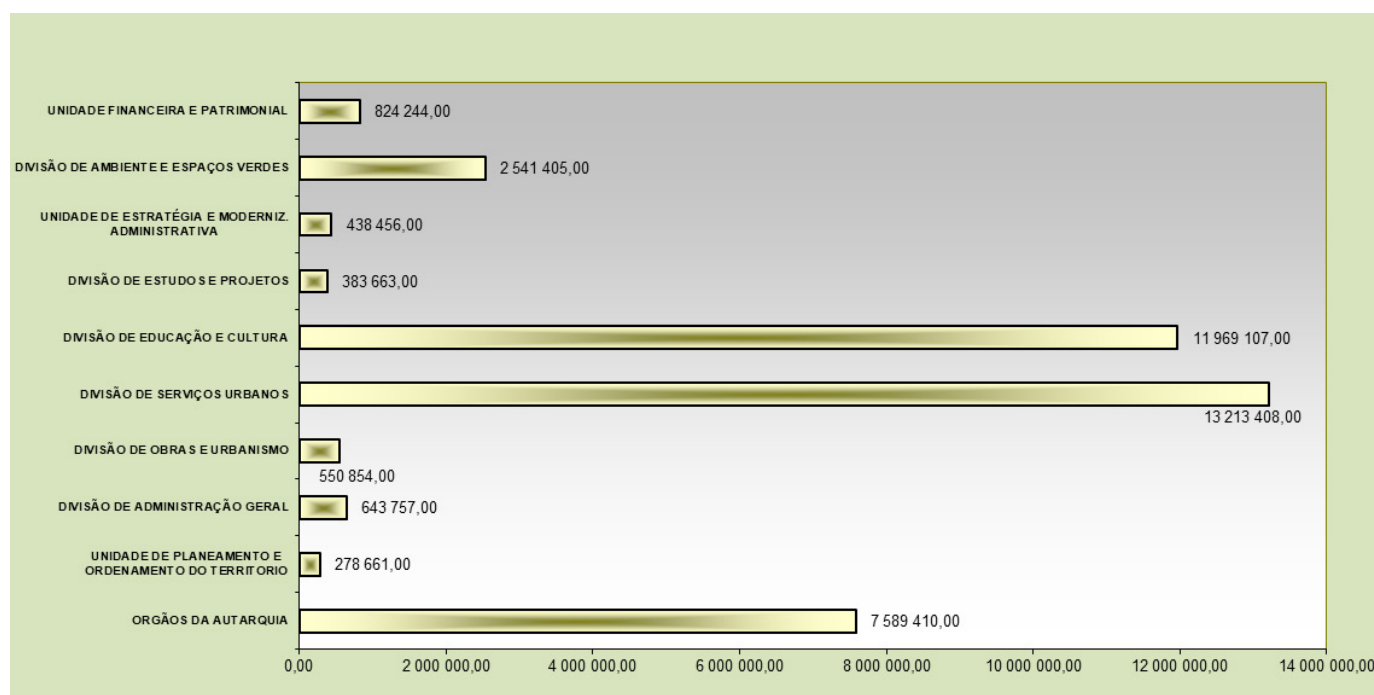 UNIDADE FINANCEIRA E PATRIMONIAL
824 244,00
DIVISÃO DE AMBIENTE E ESPAÇOS VERDES
2 541 405,00
UNIDADE DE ESTRATÉGIA E MODERNIZ.
ADMINISTRATIVA
438 456,00
DIVISÃO DE ESTUDOS E PROJETOS
383 663,00
DIVISÃO DE EDUCAÇÃO E CULTURA
11 969 107,00
DIVISÃO DE SERVIÇOS URBANOS
13 213 408,00
DIVISÃO DE OBRAS E URBANISMO
550 854,00
DIVISÃO DE ADMINISTRAÇÃO GERAL
643 757,00
UNIDADE DE PLANEAMENTO E
ORDENAMENTO DO TERRITORIO
278 661,00
ORGÃOS DA AUTARQUIA
7 589 410,00
0,00 2 000 000,00 4 000 000,00 6 000 000,00 8 000 000,00 10 000 000,00 12 000 000,00 14 000 000,00